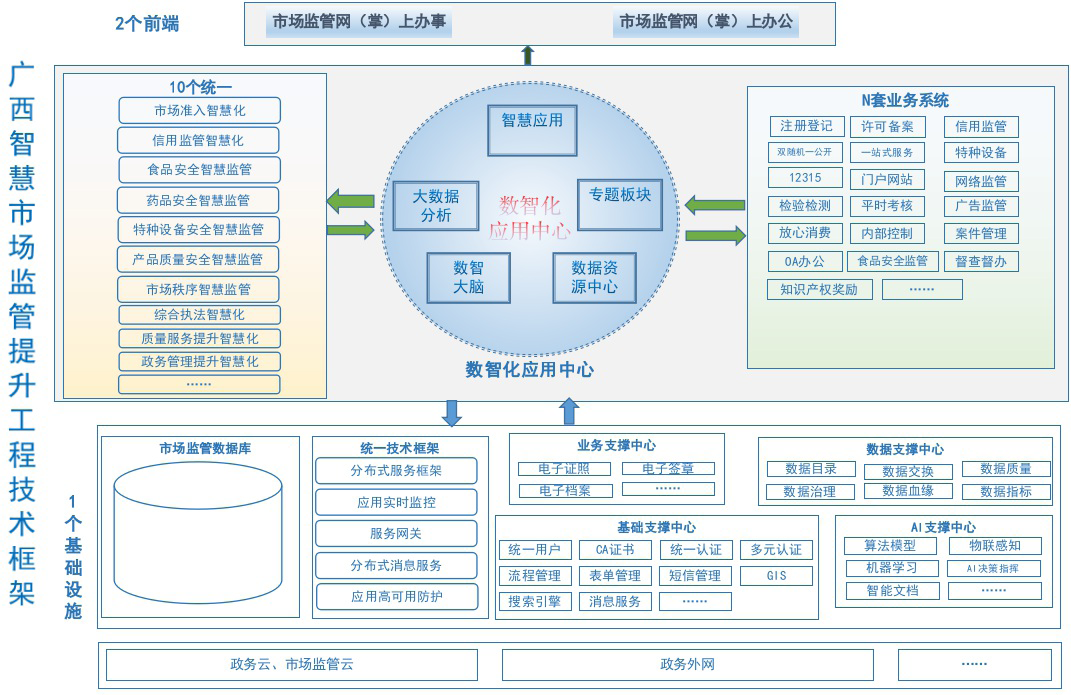 广西智慧市场监管提升工程技术框架
2个前端
市场监管网（掌）上办事
市场监管网（掌）上办公
10个统一
市场准入智慧化
信用监管智慧化
食品安全智慧监管
药品安全智慧监管
特种设备安全智慧监管
产品质量安全智慧监管
市场秩序智慧监管
综合执法智慧化
质量服务提升智慧化
政务管理提升智慧化
……
智慧应用
大数据
分析
专题板块
数智化
应用中心
数智
大脑
数据资
源中心
数智化应用中心
N套业务系统
注册登记 许可备案 信用监管
双随机一公开 一站式服务 特种设备
12315 门户网站 网络监管
检验检测 平时考核 广告监管
放心消费 内部控制 案件管理
OA办公 食品安全监管 督查督办
知识产权奖励 ……
1个基础设施
市场监管数据库
统一技术框架
分布式服务框架
应用实时监控
服务网关
分布式消息服务
应用高可用防护
业务支撑中心
电子证照 电子签章
电子档案 ……
数据支撑中心
数据目录 数据交换 数据质量
数据治理 数据血缘 数据指标
基础支撑中心
统一用户 CA证书 统一认证 多元认证
流程管理 表单管理 短信管理 GIS
搜索引擎 消息服务 ……
AI支撑中心
算法模型 物联感知
机器学习 AI决策指挥
智能文档 ……
政务云、市场监管云 政务外网 ……